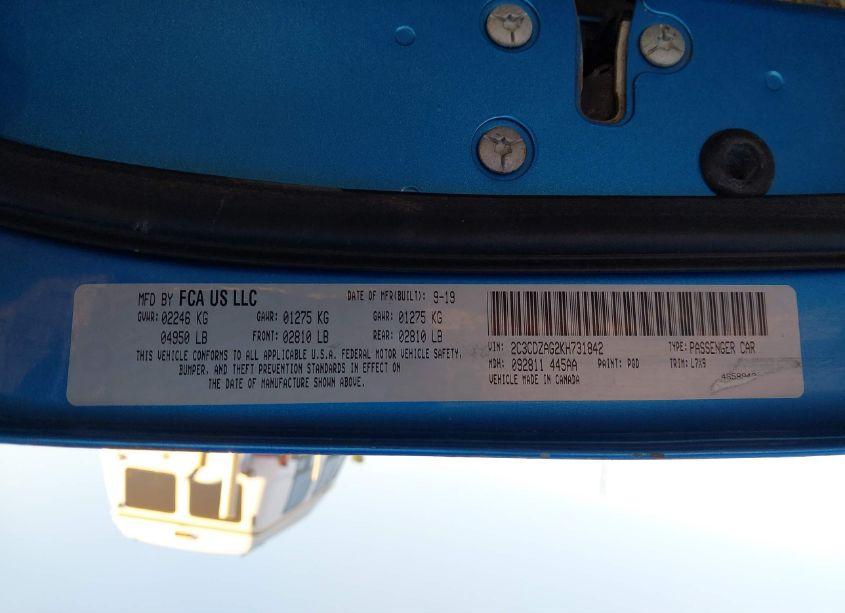 MFD BY FCA US LLC DATE OF MFR(BUILT): 9-19
GVWR: 02246 KG GAWR: 01275 KG GAWR: 01275 KG
04950 LB FRONT: 02810 LB REAR: 02810 LB
THIS VEHICLE CONFORMS TO ALL APPLICABLE U.S.A. FEDERAL MOTOR VEHICLE SAFETY,
BUMPER, AND THEFT PREVENTION STANDARDS IN EFFECT ON
THE DATE OF MANUFACTURE SHOWN ABOVE.
VIN: 2C3CDZAG2KH731842 TYPE: PASSENGER CAR
MDH: 092811 445AA PAINT: PQD TRIM: L7X9
VEHICLE MADE IN CANADA